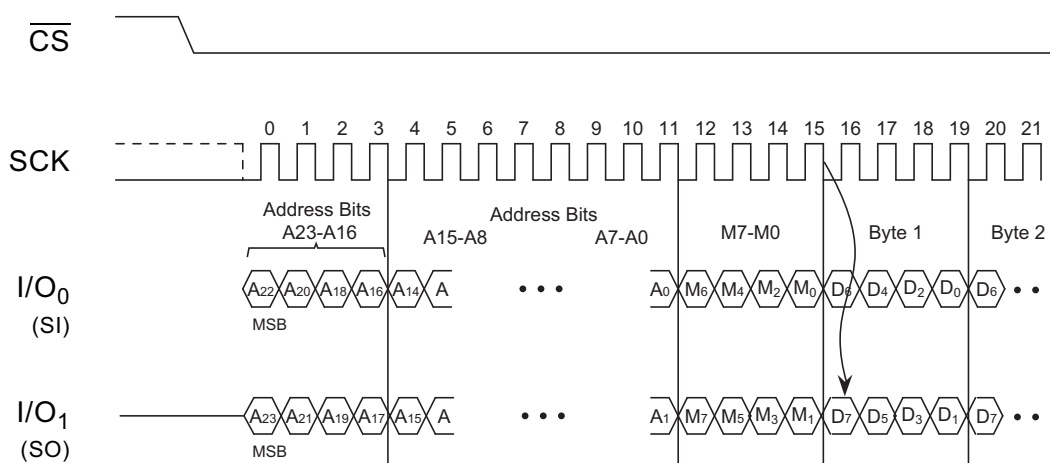 CS
0 1 2 3 4 5 6 7 8 9 10 11 12 13 14 15 16 17 18 19 20 21
SCK
Address Bits
A23-A16
Address Bits
A15-A8 A7-A0
M7-M0
Byte 1
Byte 2
I/O0
(SI)
A22 A20 A18 A16 A14 A • • • A0 M6 M4 M2 M0 D6 D4 D2 D0 D6 • •
MSB
I/O1
(SO)
A23 A21 A19 A17 A15 A • • • A1 M7 M5 M3 M1 D7 D5 D3 D1 D7 • •
MSB